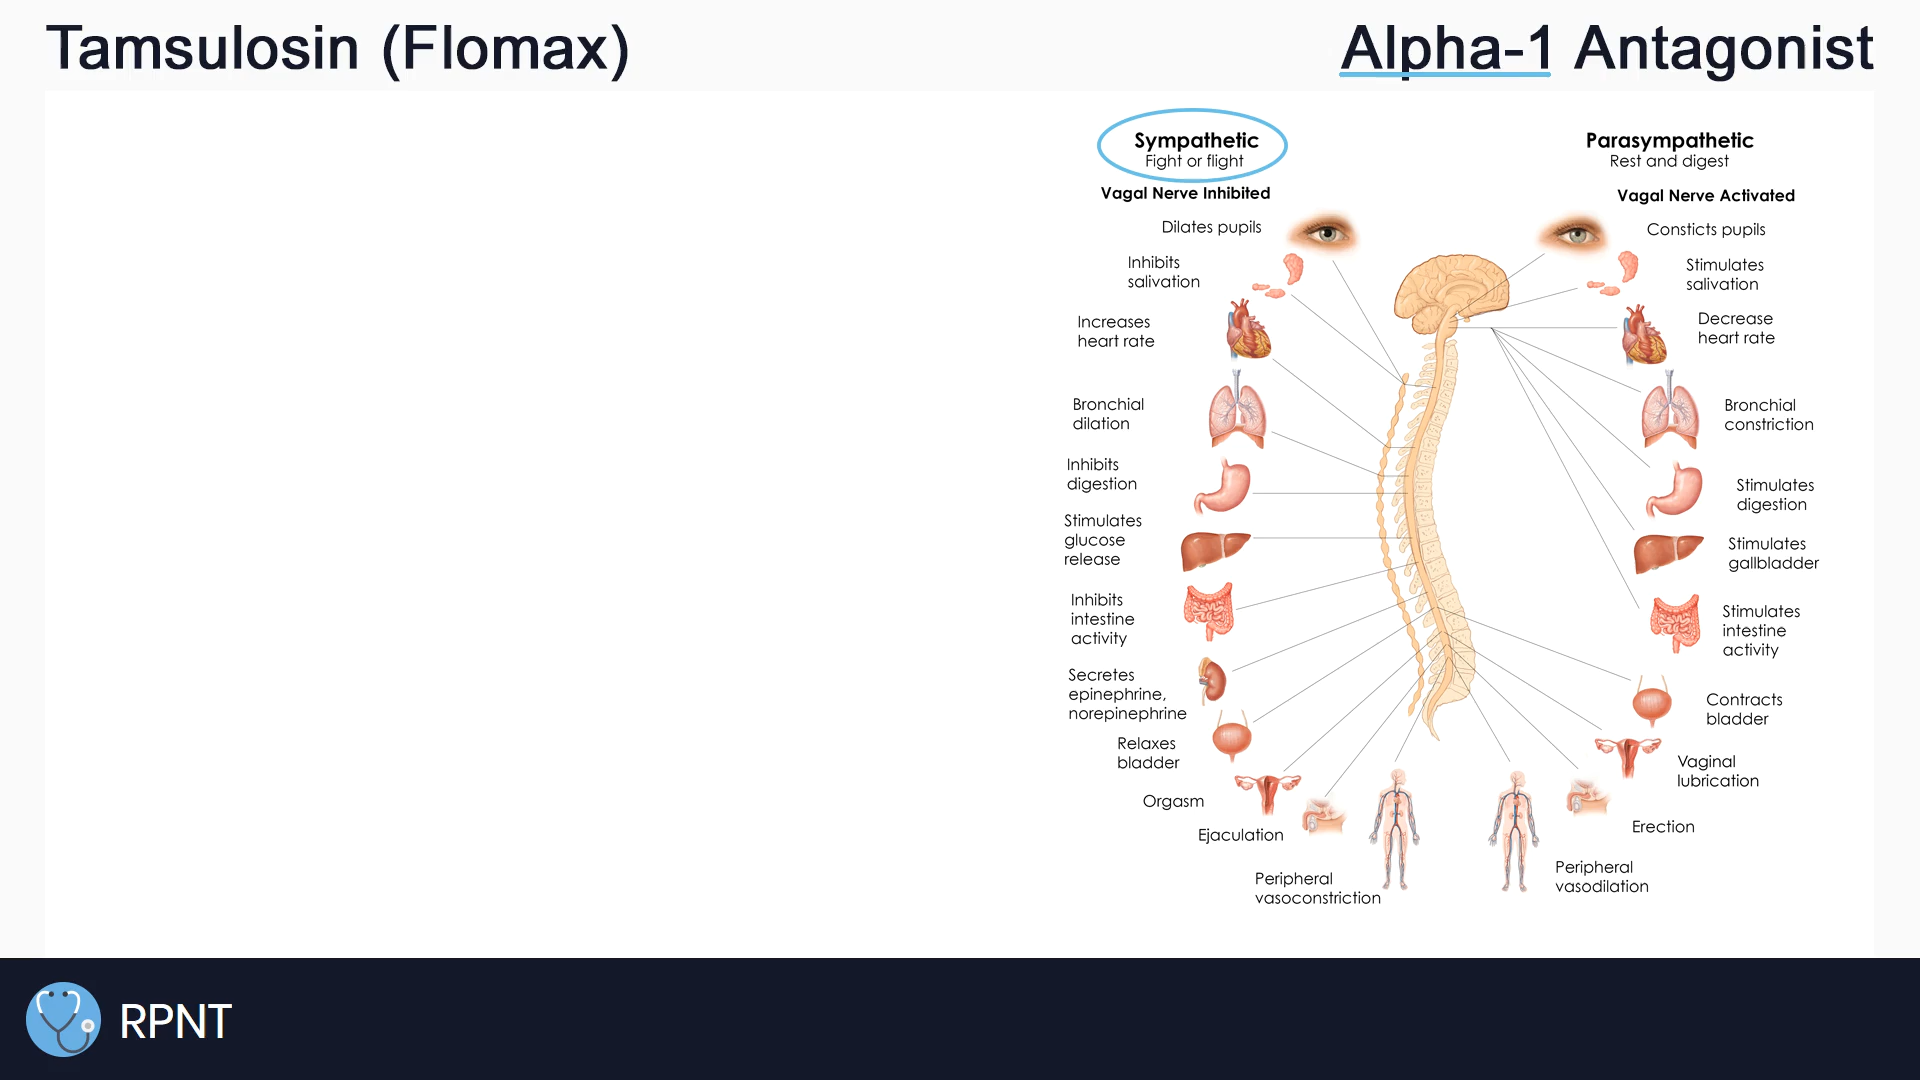 Tamsulosin (Flomax)
Alpha-1 Antagonist
Sympathetic
Fight or flight
Vagal Nerve Inhibited
Dilates pupils
Inhibits
salivation
Increases
heart rate
Bronchial
dilation
Inhibits
digestion
Stimulates
glucose
release
Inhibits
intestine
activity
Secretes
epinephrine,
norepinephrine
Relaxes
bladder
Orgasm
Ejaculation
Peripheral
vasoconstriction
Parasympathetic
Rest and digest
Vagal Nerve Activated
Consticts pupils
Stimulates
salivation
Decrease
heart rate
Bronchial
constriction
Stimulates
digestion
Stimulates
gallbladder
Stimulates
intestine
activity
Contracts
bladder
Vaginal
lubrication
Erection
Peripheral
vasodilation
RPNT